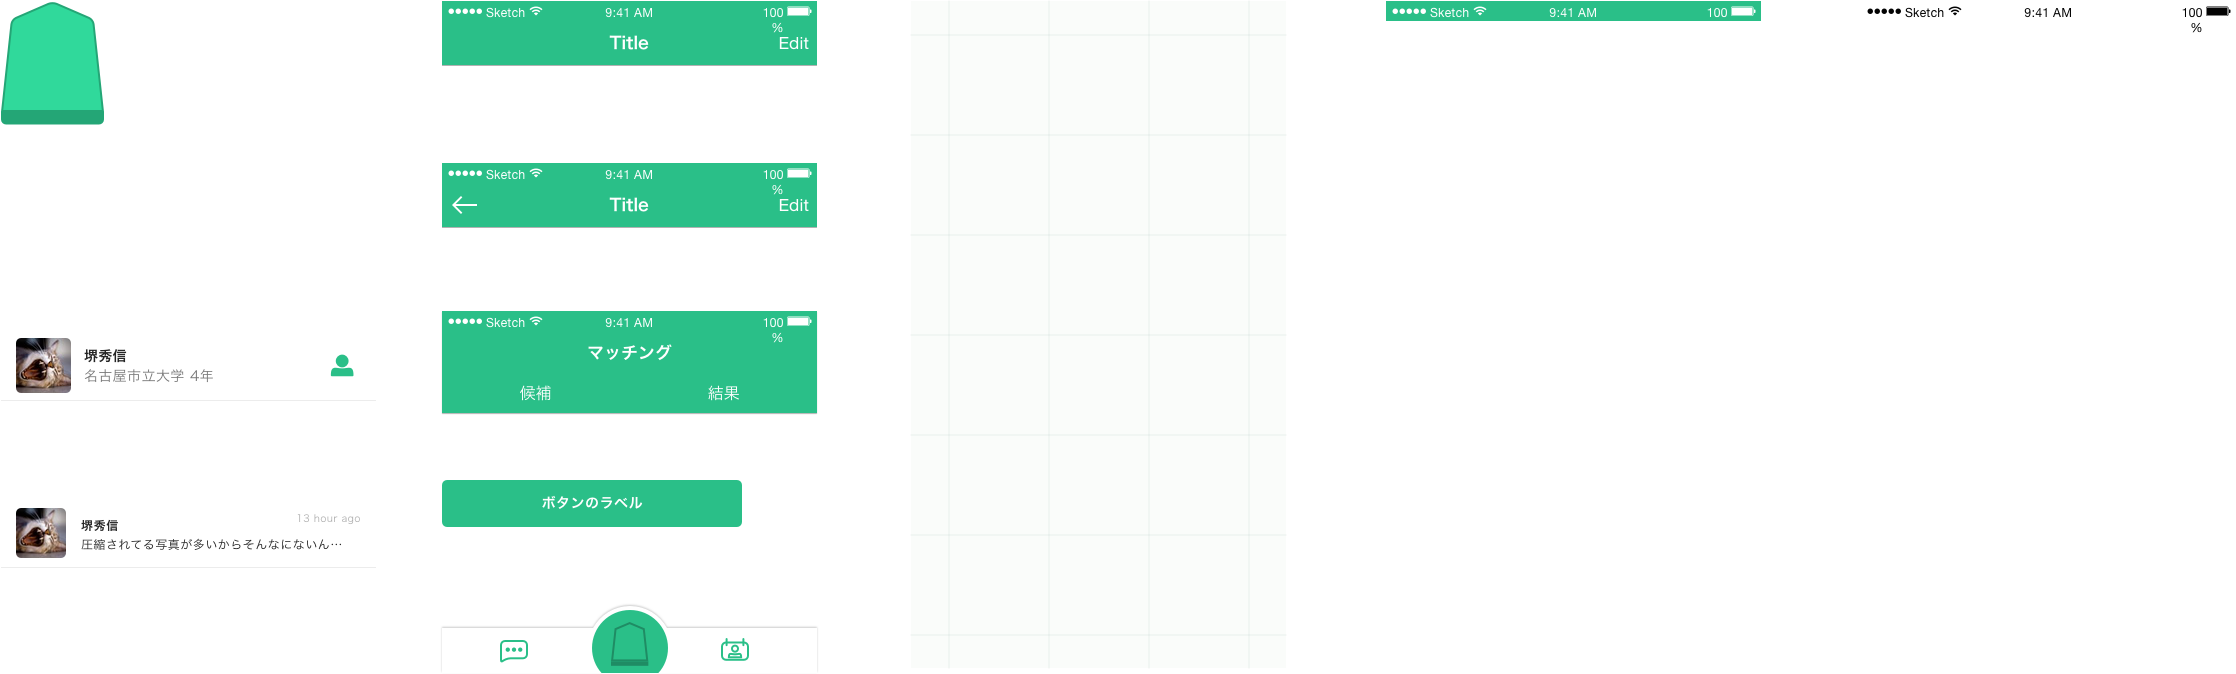 Sketch 9:41 AM 100
%
Title Edit
Sketch 9:41 AM 100
%
Title Edit
Sketch 9:41 AM 100
%
マッチング
候補 結果
ボタンのラベル
堺秀信
名古屋市立大学 4年
13 hour ago
堺秀信
圧縮されてる写真が多いからそんなにないん…
Sketch 9:41 AM 100
Sketch 9:41 AM 100
%